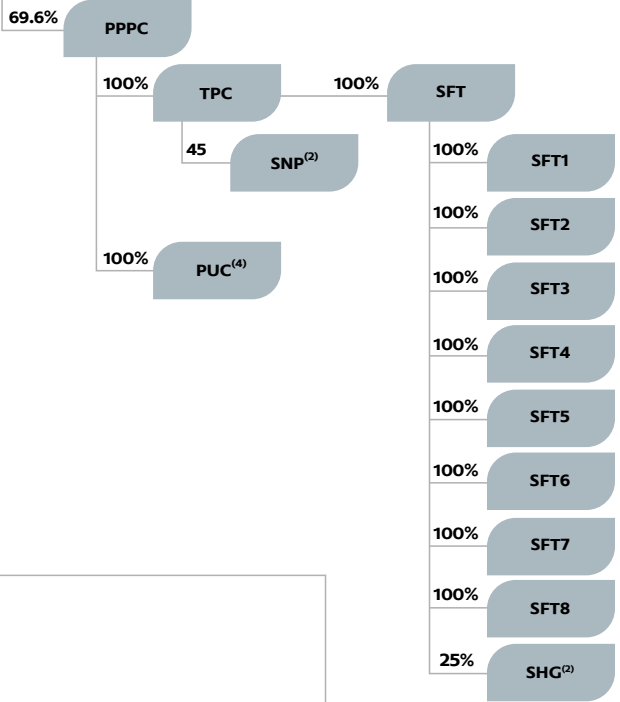 69.6%
PPPC
100%
TPC
100%
SFT
45
SNP(2)
100%
SFT1
100%
SFT2
100%
PUC(4)
100%
SFT3
100%
SFT4
100%
SFT5
100%
SFT6
100%
SFT7
100%
SFT8
25%
SHG(2)